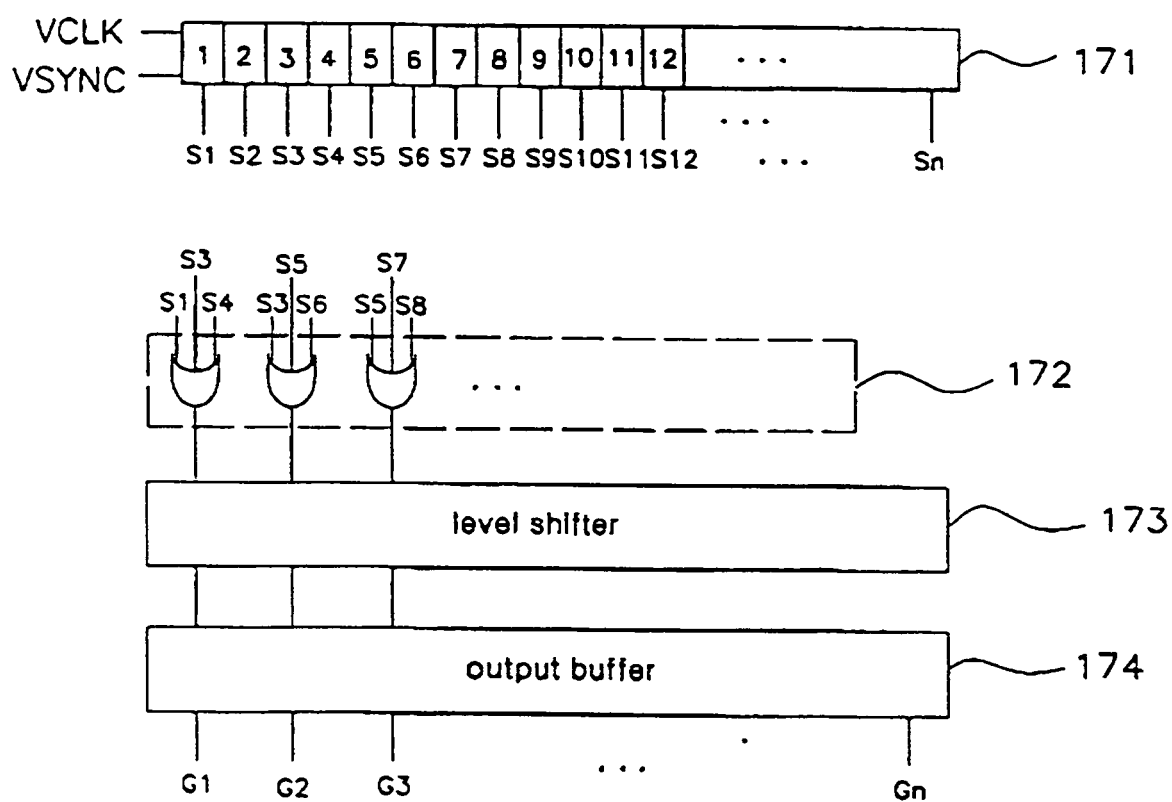 VCLK
VSYNC
1 2 3 4 5 6 7 8 9 10 11 12 ...
171
S1 S2 S3 S4 S5 S6 S7 S8 S9 S10 S11 S12 ... Sn
S3 S5 S7
S1 S4 S3 S6 S5 S8
... 172
level shifter 173
output buffer 174
G1 G2 G3 ... Gn